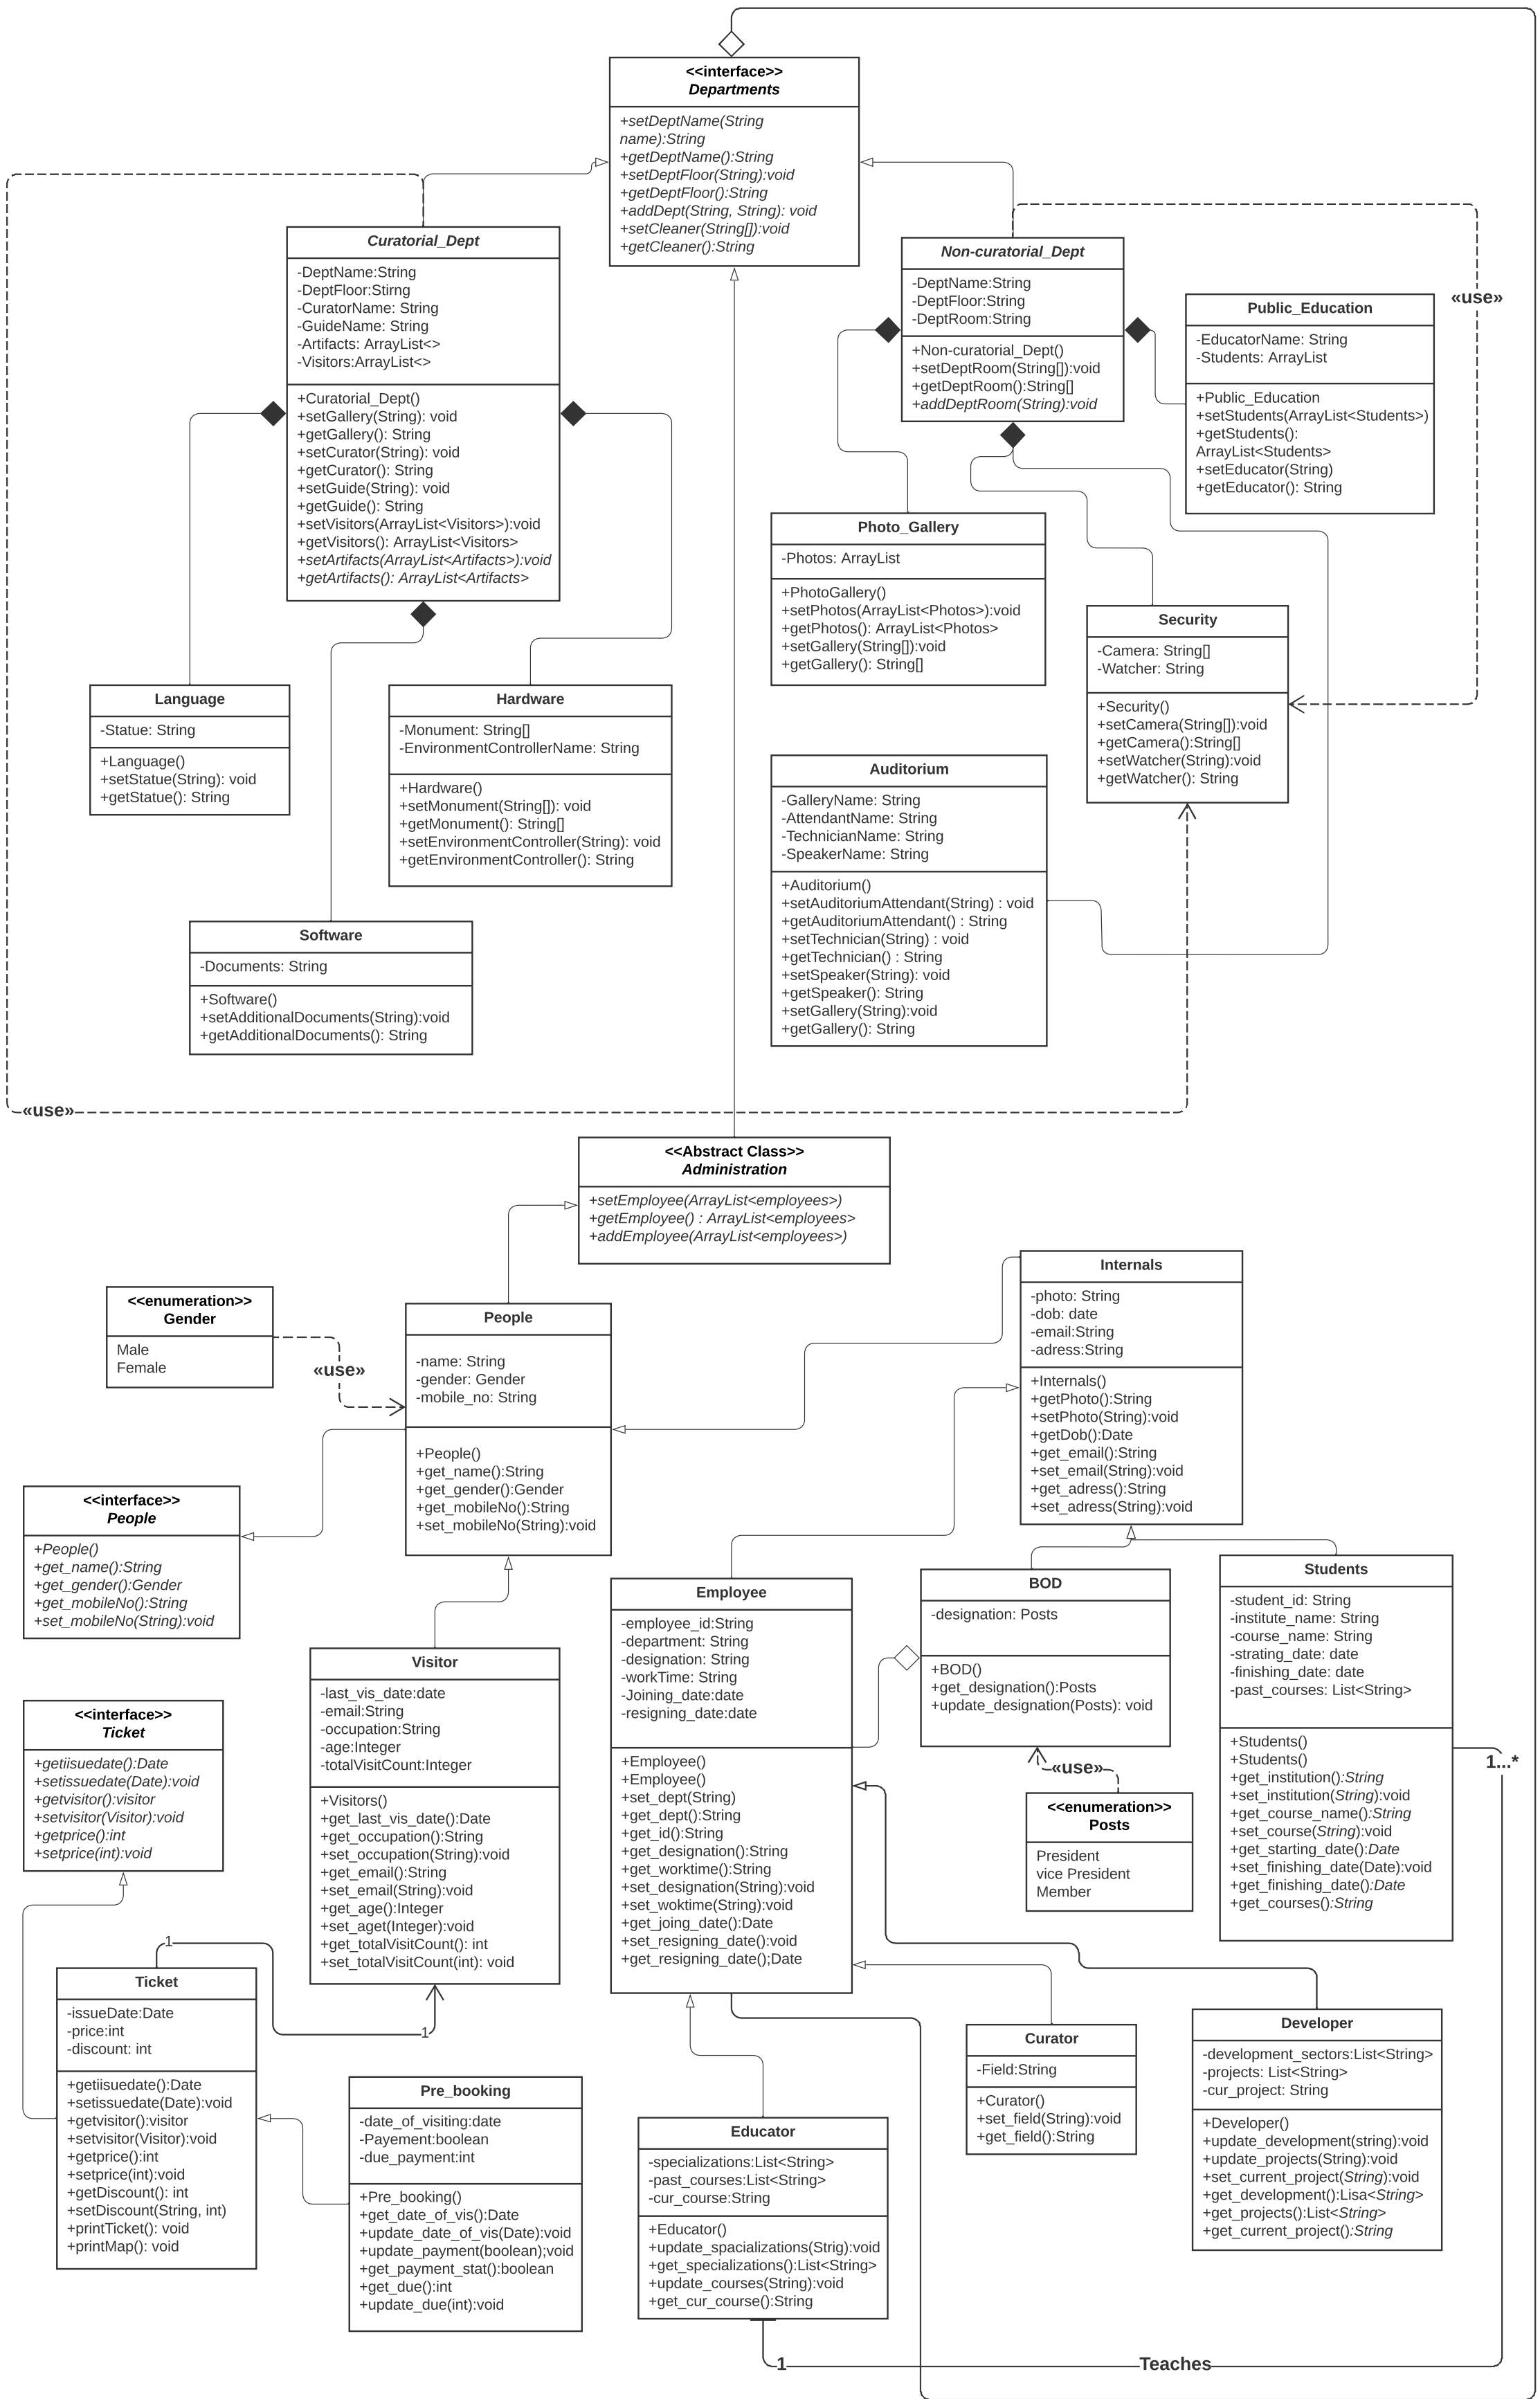 <<interface>>
Departments
+setDeptName(String
name):String
+getDeptName():String
+setDeptFloor(String):void
+getDeptFloor():String
+addDept(String, String): void
+setCleaner(String[]):void
+getCleaner():String
Curatorial_Dept
-DeptName:String
-DeptFloor:Stirng
-CuratorName: String
-GuideName: String
-Artifacts: ArrayList<>
-Visitors:ArrayList<>
+Curatorial_Dept()
+setGallery(String): void
+getGallery(): String
+setCurator(String): void
+getCurator(): String
+setGuide(String): void
+getGuide(): String
+setVisitors(ArrayList<Visitors>):void
+getVisitors(): ArrayList<Visitors>
+setArtifacts(ArrayList<Artifacts>):void
+getArtifacts(): ArrayList<Artifacts>
Non-curatorial_Dept
-DeptName:String
-DeptFloor:String
-DeptRoom:String
+Non-curatorial_Dept()
+setDeptRoom(String[]):void
+getDeptRoom():String[]
+addDeptRoom(String):void
«use»
Public_Education
-EducatorName: String
-Students: ArrayList
+Public_Education
+setStudents(ArrayList<Students>)
+getStudents():
ArrayList<Students>
+setEducator(String)
+getEducator(): String
Photo_Gallery
-Photos: ArrayList
+PhotoGallery()
+setPhotos(ArrayList<Photos>):void
+getPhotos(): ArrayList<Photos>
+setGallery(String[]):void
+getGallery(): String[]
Security
-Camera: String[]
-Watcher: String
+Security()
+setCamera(String[]):void
+getCamera():String[]
+setWatcher(String):void
+getWatcher(): String
Language
-Statue: String
+Language()
+setStatue(String): void
+getStatue(): String
Hardware
-Monument: String[]
-EnvironmentControllerName: String
+Hardware()
+setMonument(String[]): void
+getMonument(): String[]
+setEnvironmentController(String): void
+getEnvironmentController(): String
Auditorium
-GalleryName: String
-AttendantName: String
-TechnicianName: String
-SpeakerName: String
+Auditorium()
+setAuditoriumAttendant(String) : void
+getAuditoriumAttendant() : String
+setTechnician(String) : void
+getTechnician() : String
+setSpeaker(String): void
+getSpeaker(): String
+setGallery(String):void
+getGallery(): String
Software
-Documents: String
+Software()
+setAdditionalDocuments(String):void
+getAdditionalDocuments(): String
«use»
<<Abstract Class>>
Administration
+setEmployee(ArrayList<employees>)
+getEmployee() : ArrayList<employees>
+addEmployee(ArrayList<employees>)
<<enumeration>>
Gender
Male
Female
«use»
People
-name: String
-gender: Gender
-mobile_no: String
+People()
+get_name():String
+get_gender():Gender
+get_mobileNo():String
+set_mobileNo(String):void
Internals
-photo: String
-dob: date
-email:String
-adress:String
+Internals()
+getPhoto():String
+setPhoto(String):void
+getDob():Date
+get_email():String
+set_email(String):void
+get_adress():String
+set_adress(String):void
<<interface>>
People
+People()
+get_name():String
+get_gender():Gender
+get_mobileNo():String
+set_mobileNo(String):void
Employee
-employee_id:String
-department: String
-designation: String
-workTime: String
-Joining_date:date
-resigning_date:date
+Employee()
+Employee()
+set_dept(String)
+get_dept():String
+get_id():String
+get_designation():String
+get_worktime():String
+set_designation(String):void
+set_woktime(String):void
+get_joing_date():Date
+set_resigning_date():void
+get_resigning_date();Date
BOD
-designation: Posts
+BOD()
+get_designation():Posts
+update_designation(Posts): void
Students
-student_id: String
-institute_name: String
-course_name: String
-strating_date: date
-finishing_date: date
-past_courses: List<String>
+Students()
+Students()
+get_institution():String
+set_institution(String):void
+get_course_name():String
+set_course(String):void
+get_starting_date():Date
+set_finishing_date(Date):void
+get_finishing_date():Date
+get_courses():String
1...*
«use»
<<enumeration>>
Posts
President
vice President
Member
Visitor
-last_vis_date:date
-email:String
-occupation:String
-age:Integer
-totalVisitCount:Integer
+Visitors()
+get_last_vis_date():Date
+get_occupation():String
+set_occupation(String):void
+get_email():String
+set_email(String):void
+get_age():Integer
+set_aget(Integer):void
+get_totalVisitCount(): int
+set_totalVisitCount(int): void
<<interface>>
Ticket
+getiisuedate():Date
+setissuedate(Date):void
+getvisitor():visitor
+setvisitor(Visitor):void
+getprice():int
+setprice(int):void
1
1
Ticket
-issueDate:Date
-price:int
-discount: int
+getiisuedate():Date
+setissuedate(Date):void
+getvisitor():visitor
+setvisitor(Visitor):void
+getprice():int
+setprice(int):void
+getDiscount(): int
+setDiscount(String, int)
+printTicket(): void
+printMap(): void
Pre_booking
-date_of_visiting:date
-Payement:boolean
-due_payment:int
+Pre_booking()
+get_date_of_vis():Date
+update_date_of_vis(Date):void
+update_payment(boolean);void
+get_payment_stat():boolean
+get_due():int
+update_due(int):void
Educator
-specializations:List<String>
-past_courses:List<String>
-cur_course:String
+Educator()
+update_spacializations(Strig):void
+get_specializations():List<String>
+update_courses(String):void
+get_cur_course():String
Curator
-Field:String
+Curator()
+set_field(String):void
+get_field():String
Developer
-development_sectors:List<String>
-projects: List<String>
-cur_project: String
+Developer()
+update_development(string):void
+update_projects(String):void
+set_current_project(String):void
+get_development():Lisa<String>
+get_projects():List<String>
+get_current_project():String
1
Teaches